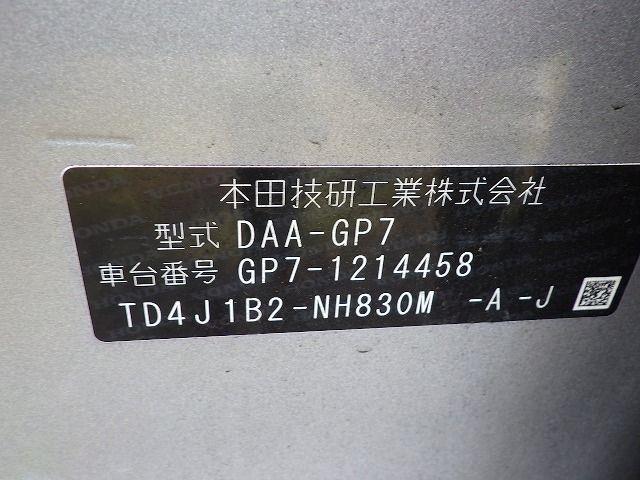 本田技研工業株式会社
型式 DAA-GP7
車台番号 GP7-1214458
TD4J1B2-NH830M -A-J